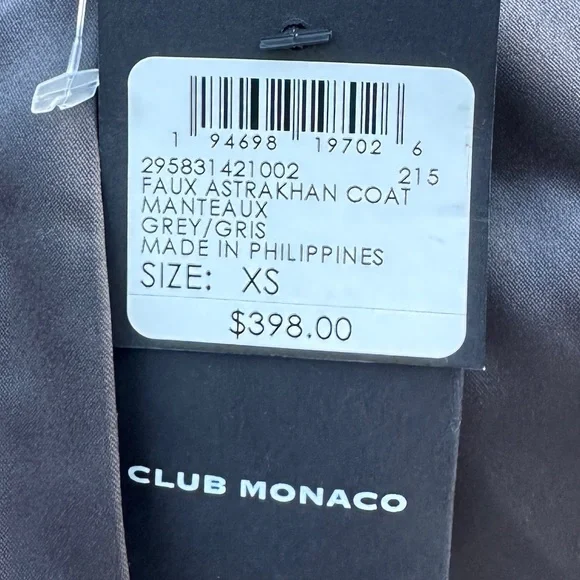 1 94698 19702 6
295831421002 215
FAUX ASTRAKHAN COAT
MANTEAUX
GREY/GRIS
MADE IN PHILIPPINES
SIZE: XS
$398.00
CLUB MONACO